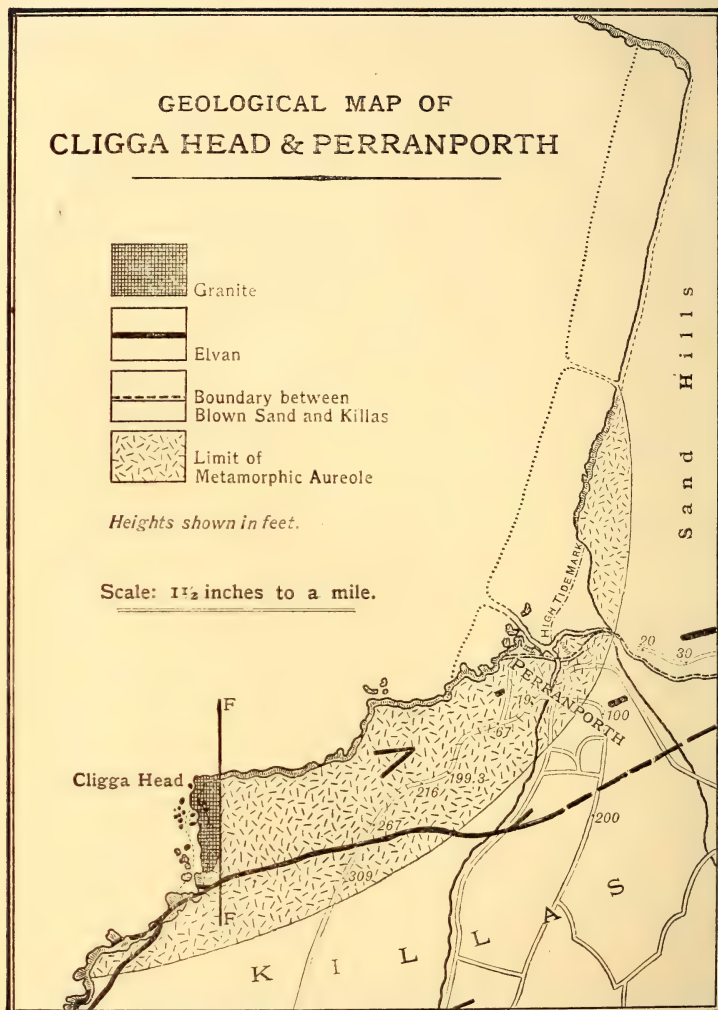 GEOLOGICAL MAP OF
CLIGGA HEAD & PERRANPORTH
Granite
Elvan
Boundary between
Blown Sand and Killas
Limit of
Metamorphic Aureole
Heights shown in feet.
Scale: 1½ inches to a mile.
Sand Hills
HIGH TIDE MARK
20
30
PERRANPORTH
19
100
67
F
Cligga Head
199.3
216
267
200
309
F
KILLAS